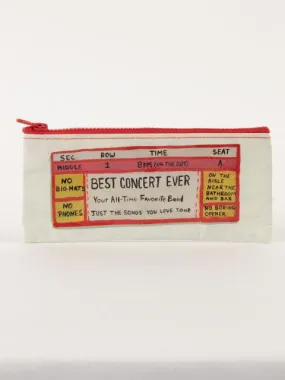 SEC. ROW TIME SEAT
MIDDLE 1 8PM (ON THE DOT) A
NO BIG HATS
NO PHONES
BEST CONCERT EVER
Your All-Time Favorite Band
JUST THE SONGS YOU LOVE TOUR
ON THE AISLE
NEAR THE
BATHROOM
AND BAR
NO BORING
OPENER